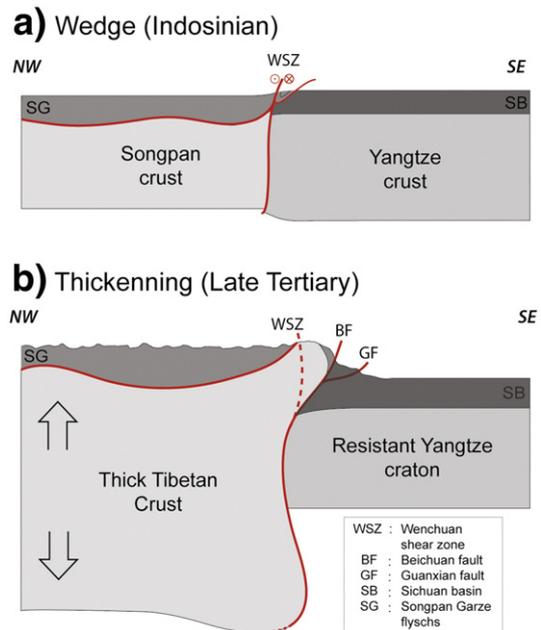 a) Wedge (Indosinian)
NW
WSZ
SE
SG
SB
Songpan
crust
Yangtze
crust
b) Thickenning (Late Tertiary)
NW
WSZ
BF
SE
GF
SG
SB
Resistant Yangtze
craton
Thick Tibetan
Crust
WSZ : Wenchuan
shear zone
BF : Beichuan fault
GF : Guanxian fault
SB : Sichuan basin
SG : Songpan Garze
flyschs